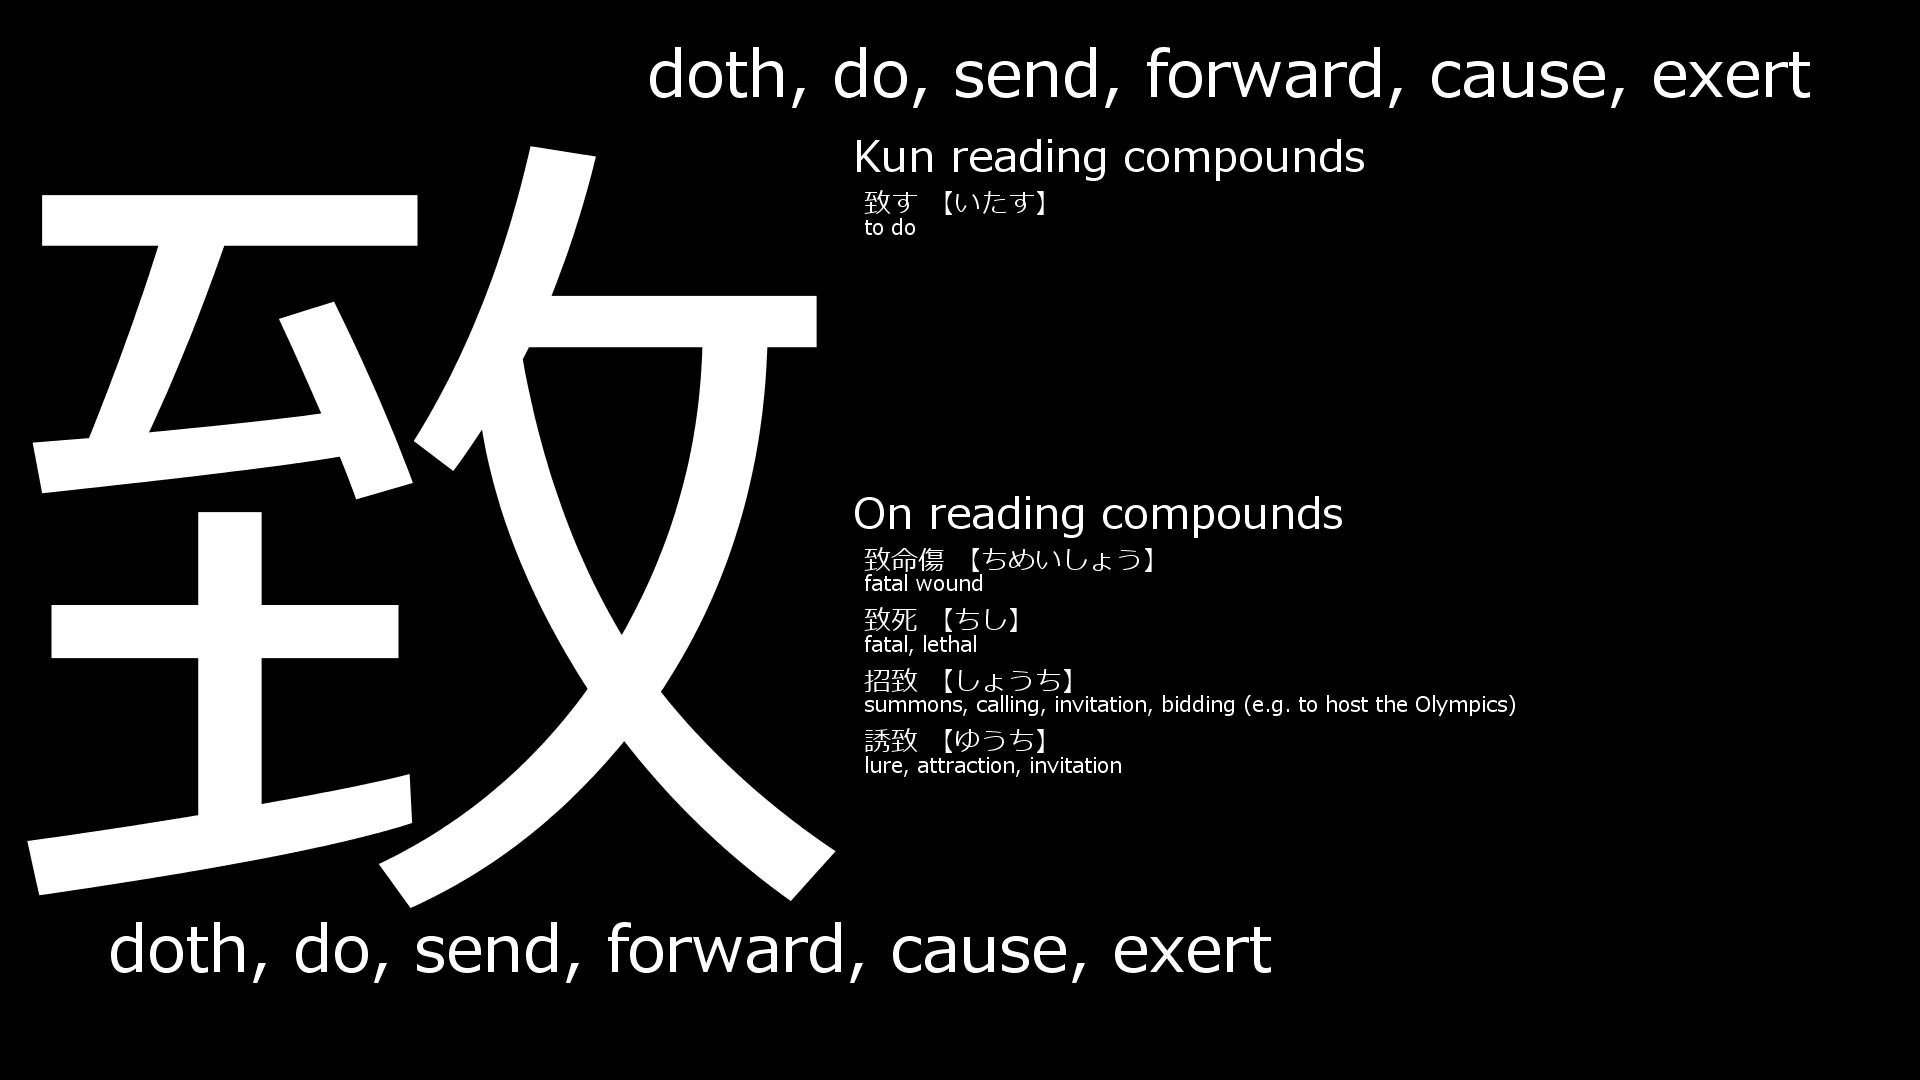 doth, do, send, forward, cause, exert
致
Kun reading compounds
致す 【いたす】
to do
On reading compounds
致命傷 【ちめいしょう】
fatal wound
致死 【ちし】
fatal, lethal
招致 【しょうち】
summons, calling, invitation, bidding (e.g. to host the Olympics)
誘致 【ゆうち】
lure, attraction, invitation
doth, do, send, forward, cause, exert